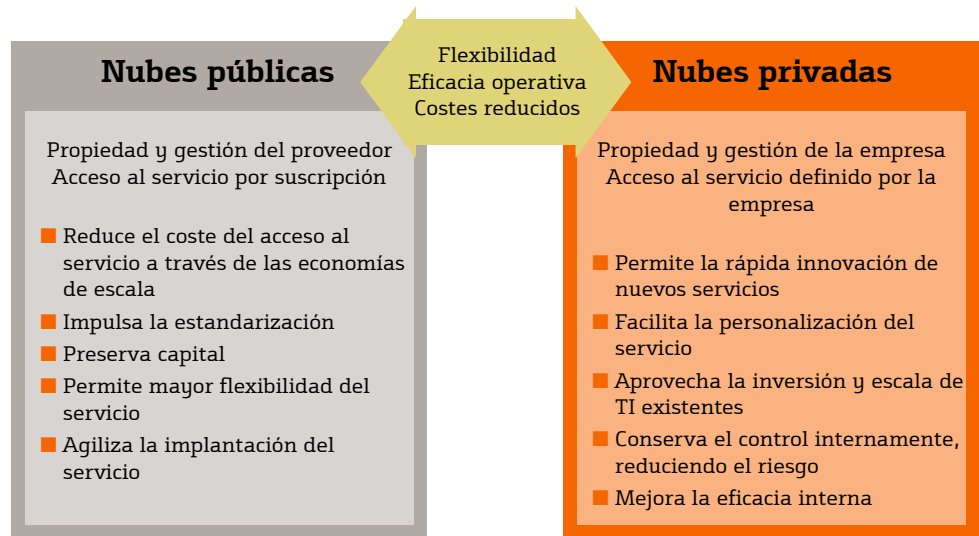 Nubes públicas
Flexibilidad
Eficacia operativa
Costes reducidos
Nubes privadas
Propiedad y gestión del proveedor
Acceso al servicio por suscripción
Reduce el coste del acceso al
servicio a través de las economías
de escala
Impulsa la estandarización
Preserva capital
Permite mayor flexibilidad del
servicio
Agiliza la implantación del
servicio
Propiedad y gestión de la empresa
Acceso al servicio definido por la
empresa
Permite la rápida innovación de
nuevos servicios
Facilita la personalización del
servicio
Aprovecha la inversión y escala de
TI existentes
Conserva el control internamente,
reduciendo el riesgo
Mejora la eficacia interna